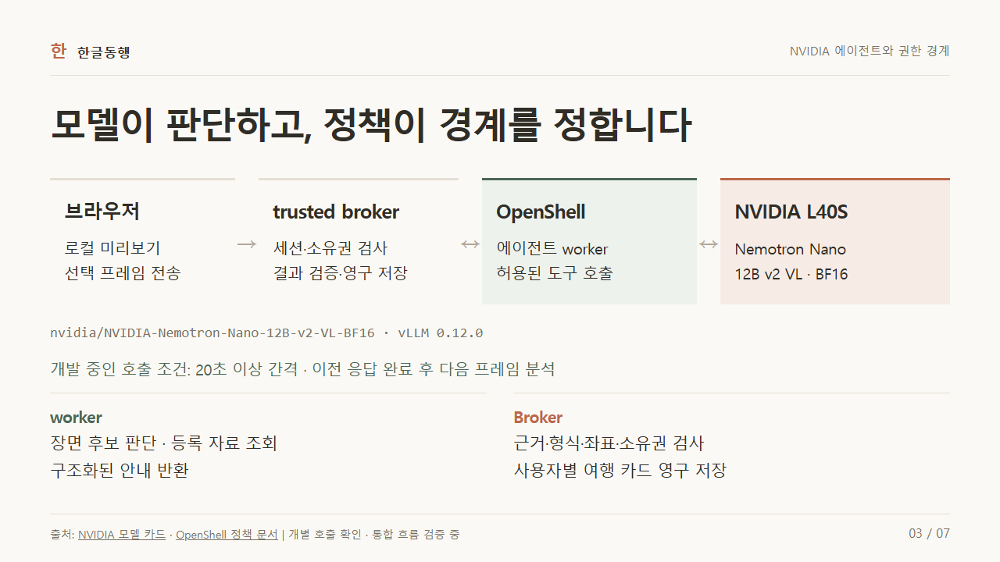 한 한글동행
NVIDIA 에이전트와 권한 경계
모델이 판단하고, 정책이 경계를 정합니다
브라우저
로컬 미리보기
선택 프레임 전송
→
trusted broker
세션·소유권 검사
결과 검증·영구 저장
↔
OpenShell
에이전트 worker
허용된 도구 호출
↔
NVIDIA L40S
Nemotron Nano
12B v2 VL · BF16
nvidia/NVIDIA-Nemotron-Nano-12B-v2-VL-BF16 · vLLM 0.12.0
개발 중인 호출 조건: 20초 이상 간격 · 이전 응답 완료 후 다음 프레임 분석
worker
장면 후보 판단 · 등록 자료 조회
구조화된 안내 반환
Broker
근거·형식·좌표·소유권 검사
사용자별 여행 카드 영구 저장
출처: NVIDIA 모델 카드 · OpenShell 정책 문서 | 개별 호출 확인 · 통합 흐름 검증 중
03 / 07